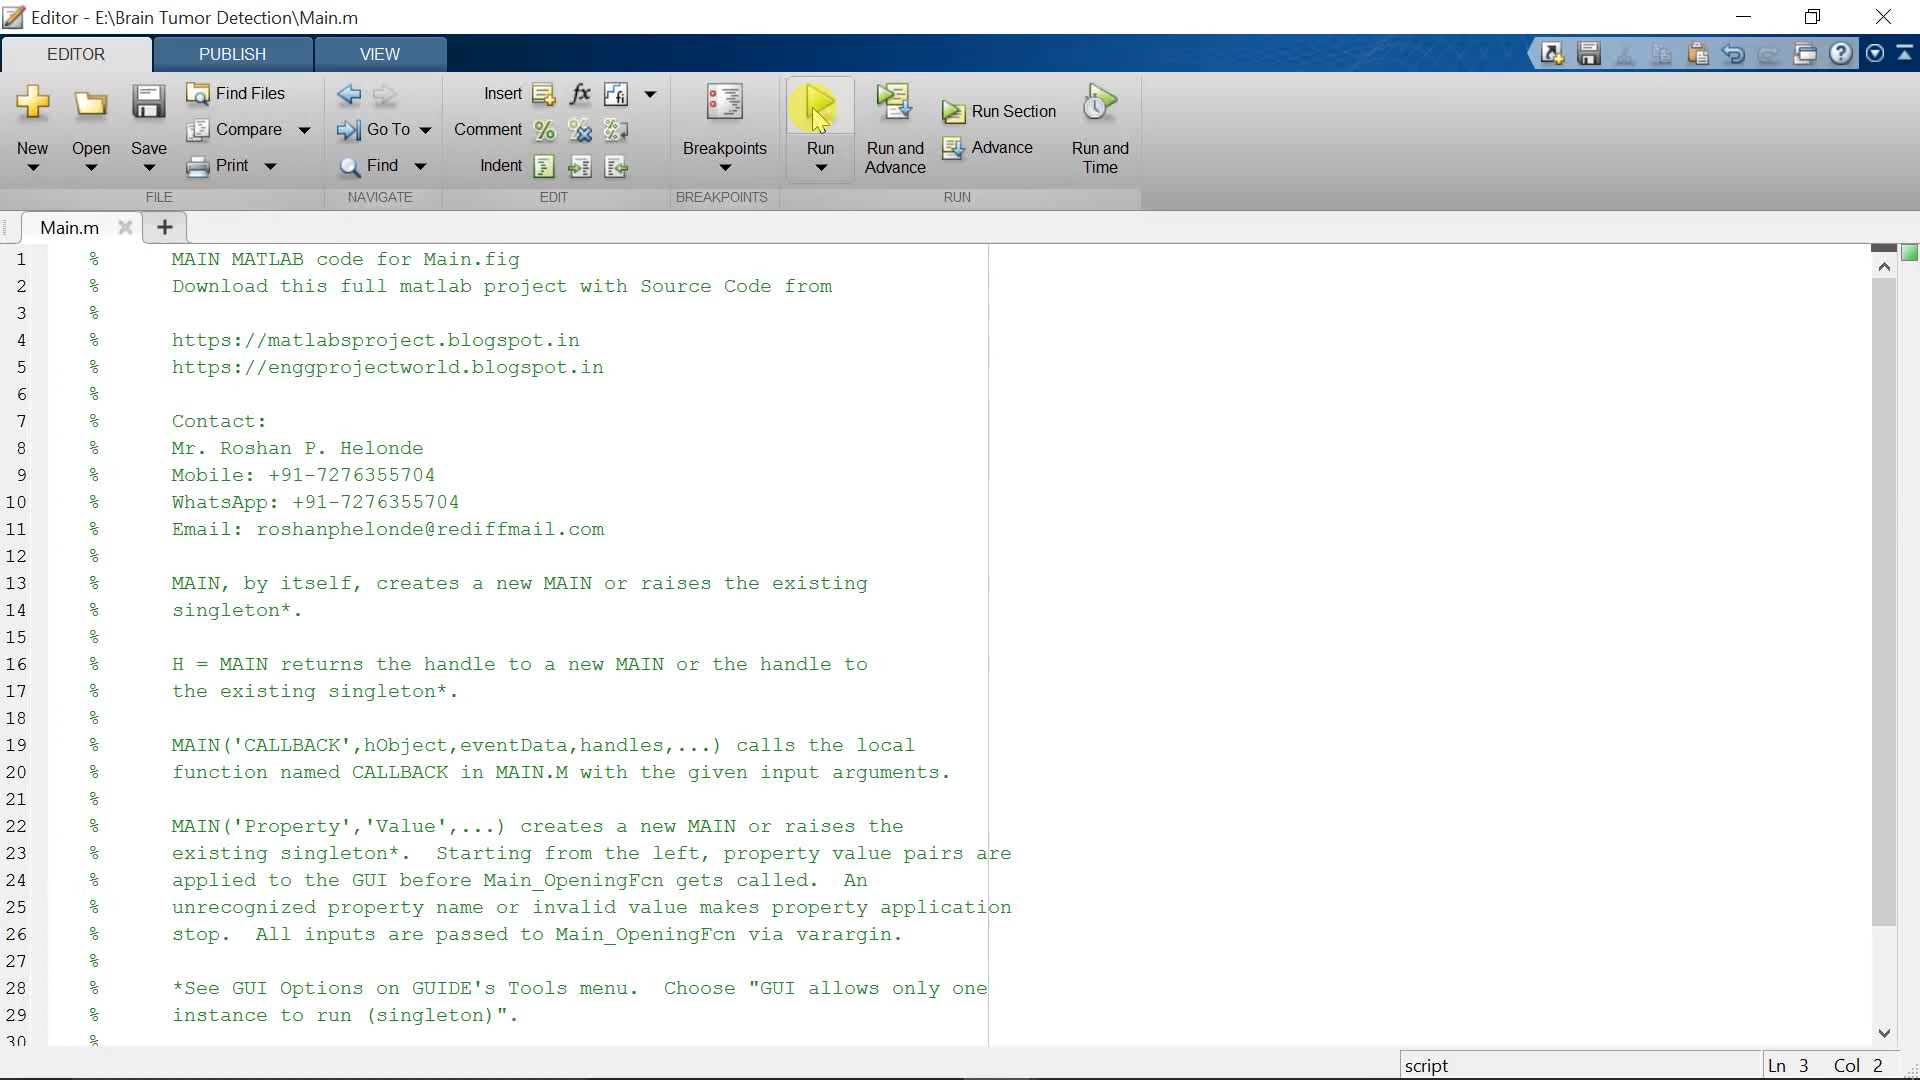 Editor - E:\Brain Tumor Detection\Main.m
EDITOR PUBLISH VIEW
New
Open
Save
Find Files
Compare
Print
FILE
Go To
Find
NAVIGATE
Insert
Comment
Indent
EDIT
Breakpoints
BREAKPOINTS
Run
Run and
Advance
Run Section
Advance
Run and
Time
RUN
Main.m
1 % MAIN MATLAB code for Main.fig
2 % Download this full matlab project with Source Code from
3 %
4 % https://matlabsproject.blogspot.in
5 % https://enggprojectworld.blogspot.in
6 %
7 % Contact:
8 % Mr. Roshan P. Helonde
9 % Mobile: +91-7276355704
10 % WhatsApp: +91-7276355704
11 % Email: roshanphelonde@rediffmail.com
12 %
13 % MAIN, by itself, creates a new MAIN or raises the existing
14 % singleton*.
15 %
16 % H = MAIN returns the handle to a new MAIN or the handle to
17 % the existing singleton*.
18 %
19 % MAIN('CALLBACK',hObject,eventData,handles,...) calls the local
20 % function named CALLBACK in MAIN.M with the given input arguments.
21 %
22 % MAIN('Property','Value',...) creates a new MAIN or raises the
23 % existing singleton*.  Starting from the left, property value pairs are
24 % applied to the GUI before Main_OpeningFcn gets called.  An
25 % unrecognized property name or invalid value makes property application
26 % stop.  All inputs are passed to Main_OpeningFcn via varargin.
27 %
28 % *See GUI Options on GUIDE's Tools menu.  Choose "GUI allows only one
29 % instance to run (singleton)".
30 %
script
Ln 3 Col 2